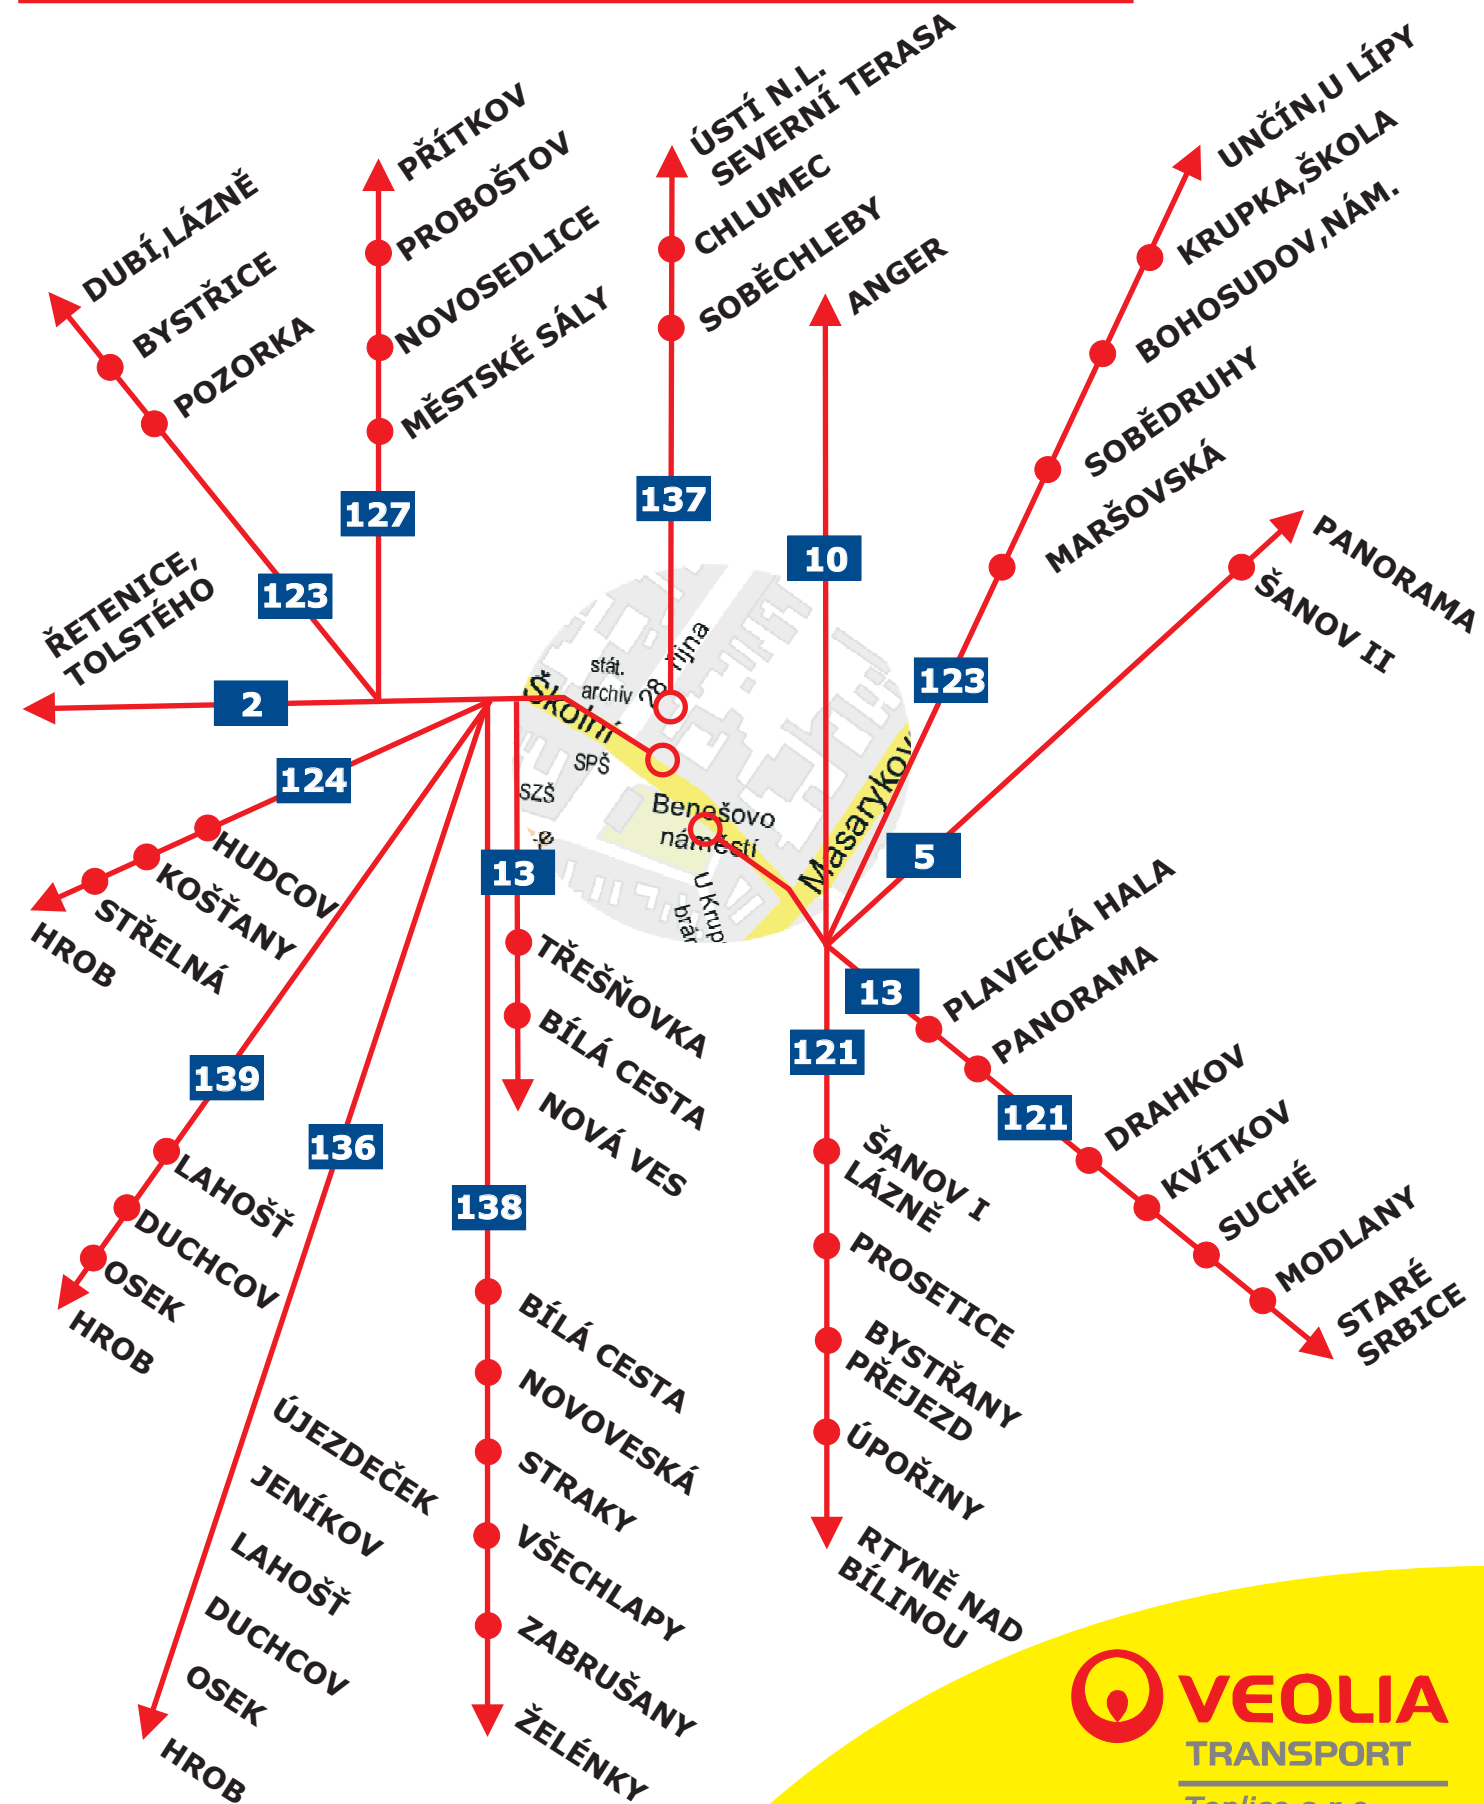 DUBÍ,LÁZNĚ
BYSTŘICE
POZORKA
123
PŘÍTKOV
PROBOŠTOV
NOVOSEDLICE
MĚSTSKÉ SÁLY
127
ÚSTÍ N.L.
SEVERNÍ TERASA
CHLUMEC
SOBĚCHLEBY
137
ANGER
10
UNČÍN,U LÍPY
KRUPKA,ŠKOLA
BOHOSUDOV,NÁM.
SOBĚDRUHY
MARŠOVSKÁ
123
PANORAMA
ŠANOV II
5
ŘETENICE,
TOLSTÉHO
2
124
HUDCOV
KOŠŤANY
STŘELNÁ
HROB
stát.
archiv
28 října
Školní
SPŠ
SZŠ
Benešovo
náměstí
Masarykov
U Krup
brár
13
TŘEŠŇOVKA
BÍLÁ CESTA
NOVÁ VES
139
LAHOŠŤ
DUCHCOV
OSEK
HROB
136
ÚJEZDEČEK
JENÍKOV
LAHOŠŤ
DUCHCOV
OSEK
HROB
138
BÍLÁ CESTA
NOVOVESKÁ
STRAKY
VŠECHLAPY
ZABRUŠANY
ŽELÉNKY
121
ŠANOV I
LÁZNĚ
PROSETICE
BYSTŘANY
PŘEJEZD
ÚPOŘINY
RTYNĚ NAD
BÍLINOU
13
PLAVECKÁ HALA
PANORAMA
121
DRAHKOV
KVÍTKOV
SUCHÉ
MODLANY
STARÉ
SRBICE
VEOLIA
TRANSPORT